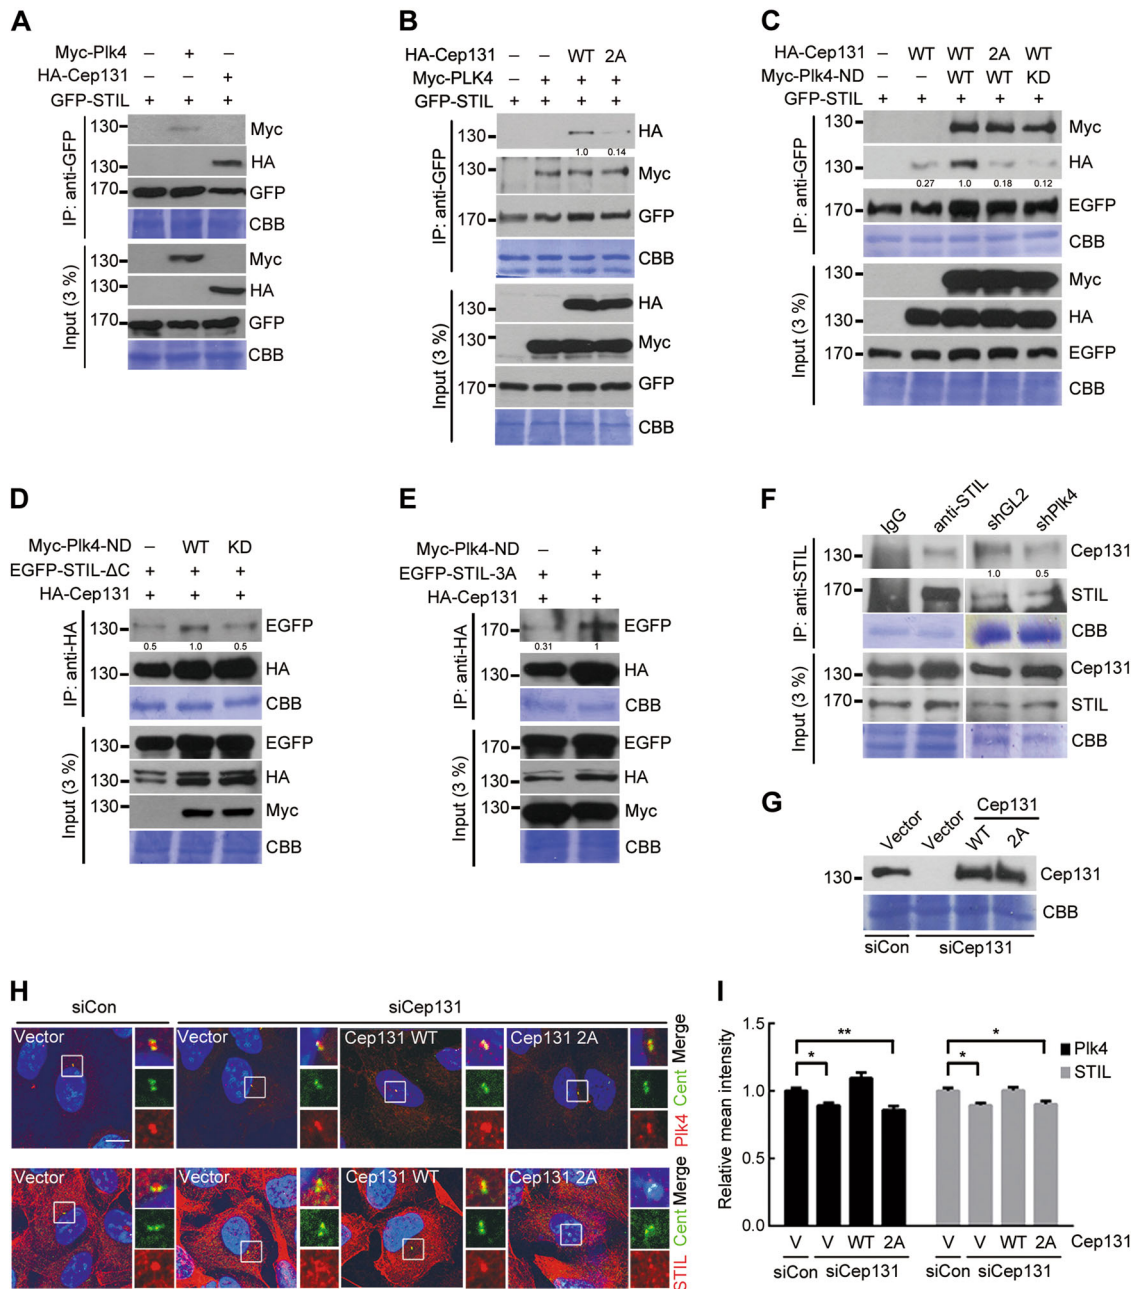 A
Myc-Plk4 – + –
HA-Cep131 – – +
GFP-STIL + + +
IP: anti-GFP
130 Myc
130 HA
170 GFP
CBB
Input (3 %)
130 Myc
130 HA
170 GFP
CBB
B
HA-Cep131 – – WT 2A
Myc-PLK4 – + + +
GFP-STIL + + + +
IP: anti-GFP
130 HA
1.0 0.14
130 Myc
170 GFP
CBB
Input (3 %)
130 HA
130 Myc
170 GFP
CBB
C
HA-Cep131 – WT WT 2A WT
Myc-Plk4-ND – – WT WT KD
GFP-STIL + + + + +
IP: anti-GFP
130 Myc
130 HA
0.27 1.0 0.18 0.12
170 EGFP
CBB
Input (3 %)
130 Myc
130 HA
170 EGFP
CBB
D
Myc-Plk4-ND – WT KD
EGFP-STIL-ΔC + + +
HA-Cep131 + + +
IP: anti-HA
130 EGFP
0.5 1.0 0.5
130 HA
CBB
Input (3 %)
130 EGFP
130 HA
130 Myc
CBB
E
Myc-Plk4-ND – +
EGFP-STIL-3A + +
HA-Cep131 + +
IP: anti-HA
170 EGFP
0.31 1
130 HA
CBB
Input (3 %)
170 EGFP
130 HA
130 Myc
CBB
F
IgG anti-STIL shGL2 shPlk4
IP: anti-STIL
130 Cep131
1.0 0.5
170 STIL
CBB
Input (3 %)
130 Cep131
170 STIL
CBB
G
Cep131
Vector Vector WT 2A
130 Cep131
CBB
siCon siCep131
H
siCon siCep131
Vector Vector Cep131 WT Cep131 2A
Plk4 Cent Merge
Vector Vector Cep131 WT Cep131 2A
STIL Cent Merge
I
Relative mean intensity
1.5
1.0
0.5
0.0
** *
* *
Plk4
STIL
V V WT 2A V V WT 2A Cep131
siCon siCep131 siCon siCep131